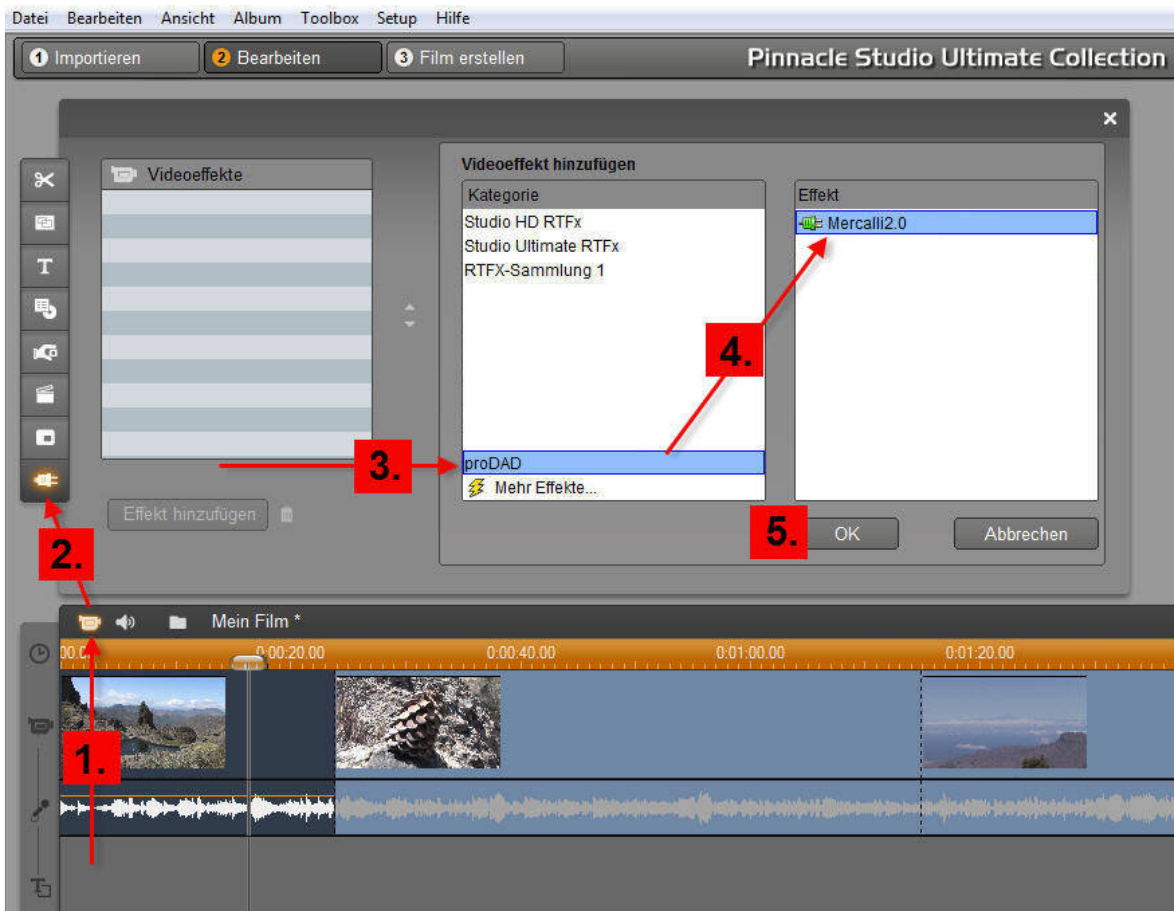 Datei Bearbeiten Ansicht Album Toolbox Setup Hilfe
1 Importieren 2 Bearbeiten 3 Film erstellen Pinnacle Studio Ultimate Collection
Videoeffekte
Videoeffekt hinzufügen
Kategorie
Studio HD RTFx
Studio Ultimate RTFx
RTFX-Sammlung 1
proDAD
Mehr Effekte...
Effekt
Mercalli2.0
T
4.
3.
Effekt hinzufügen
5.
OK Abbrechen
2.
Mein Film *
0:00:20.00 0:00:40.00 0:01:00.00 0:01:20.00
1.
T